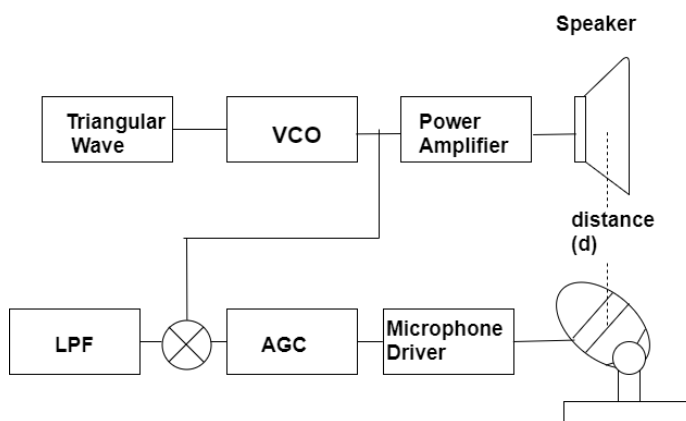 Speaker
Triangular
Wave
VCO
Power
Amplifier
distance
(d)
LPF
AGC
Microphone
Driver